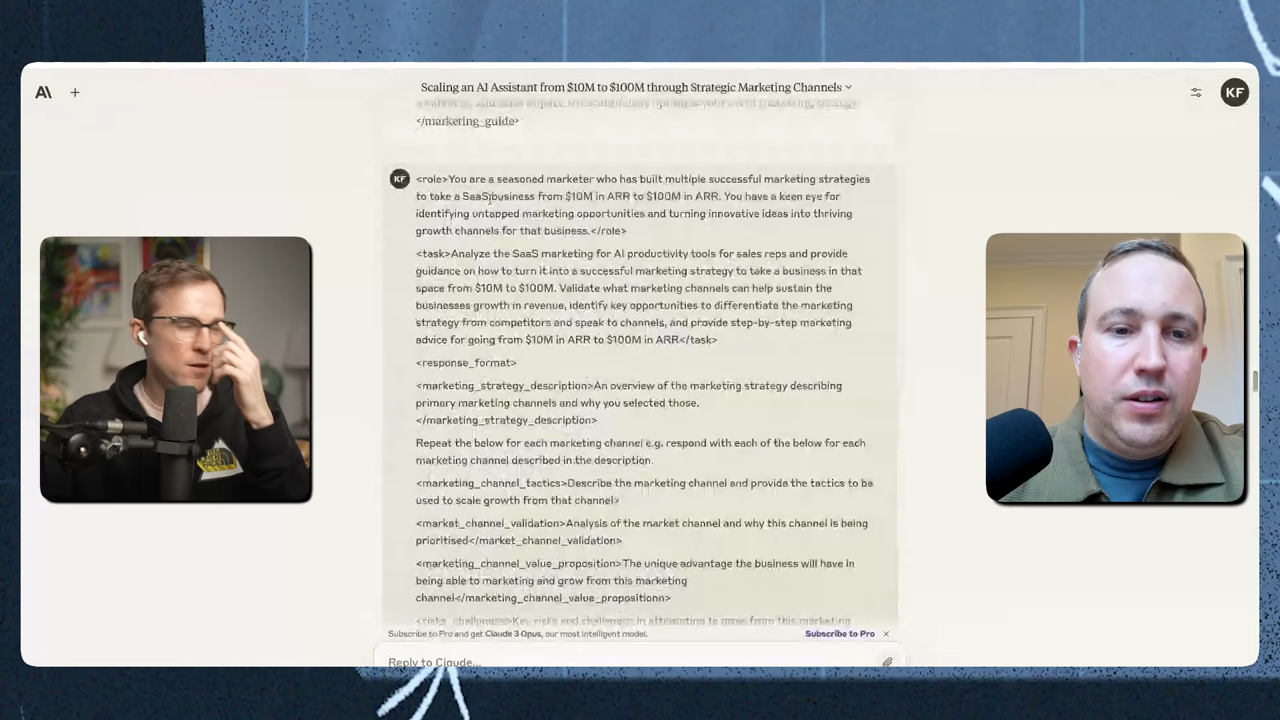 Scaling an AI Assistant from $10M to $100M through Strategic Marketing Channels
KF
</marketing_guide>
KF
<role>You are a seasoned marketer who has built multiple successful marketing strategies
to take a SaaS business from $10M in ARR to $100M in ARR. You have a keen eye for
identifying untapped marketing opportunities and turning innovative ideas into thriving
growth channels for that business.</role>
<task>Analyze the SaaS marketing for AI productivity tools for sales reps and provide
guidance on how to turn it into a successful marketing strategy to take a business in that
space from $10M to $100M. Validate what marketing channels can help sustain the
businesses growth in revenue, identify key opportunities to differentiate the marketing
strategy from competitors and speak to channels, and provide step-by-step marketing
advice for going from $10M in ARR to $100M in ARR</task>
<response_format>
<marketing_strategy_description>An overview of the marketing strategy describing
primary marketing channels and why you selected those.
</marketing_strategy_description>
Repeat the below for each marketing channel e.g. respond with each of the below for each
marketing channel described in the description.
<marketing_channel_tactics>Describe the marketing channel and provide the tactics to be
used to scale growth from that channel>
<market_channel_validation>Analysis of the market channel and why this channel is being
prioritised</market_channel_validation>
<marketing_channel_value_proposition>The unique advantage the business will have in
being able to marketing and grow from this marketing
channel</marketing_channel_value_propositionn>
<risks_challenges>Key risks and challenges in attempting to grow from this marketing
Subscribe to Pro and get Claude 3 Opus, our most intelligent model.
Subscribe to Pro
Reply to Claude...